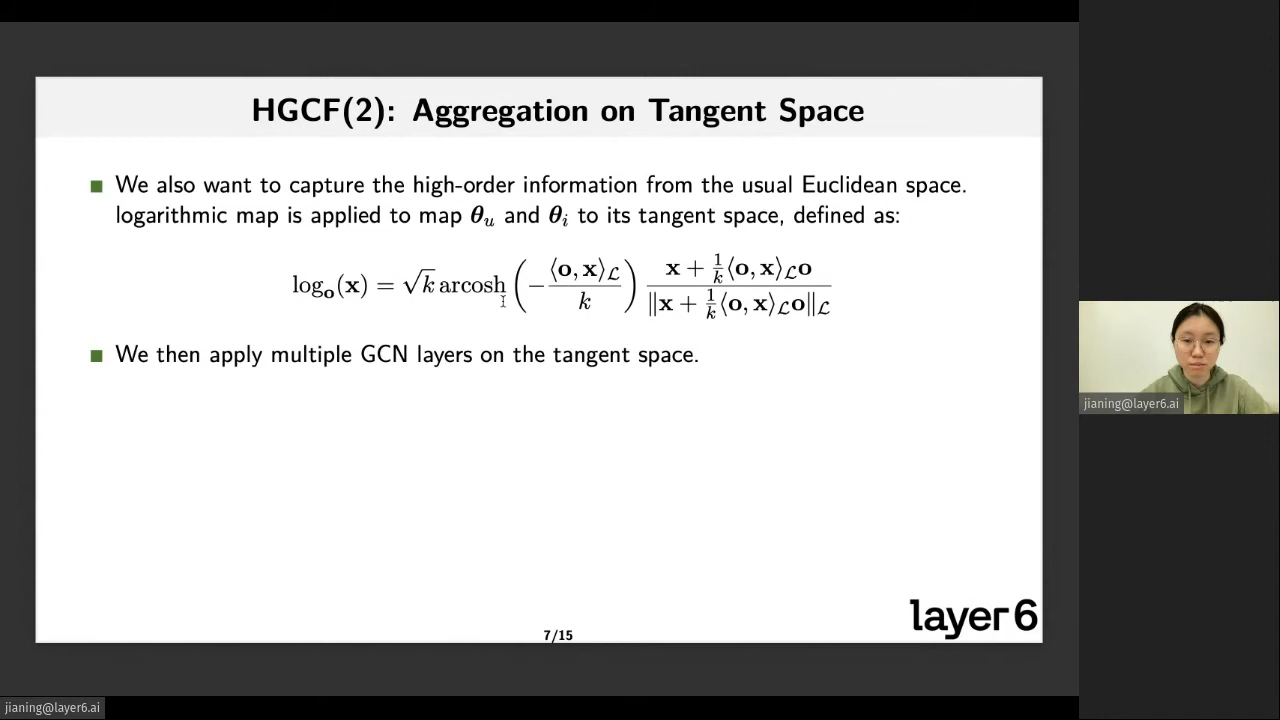 HGCF(2): Aggregation on Tangent Space
We also want to capture the high-order information from the usual Euclidean space.
logarithmic map is applied to map θ_u and θ_i to its tangent space, defined as:
log_o(x) = √k arcosh (−⟨o, x⟩_ℒ / k) (x + 1/k⟨o, x⟩_ℒ o) / (‖x + 1/k⟨o, x⟩_ℒ o‖_ℒ)
We then apply multiple GCN layers on the tangent space.
layer 6
7/15
jianing@layer6.ai
jianing@layer6.ai